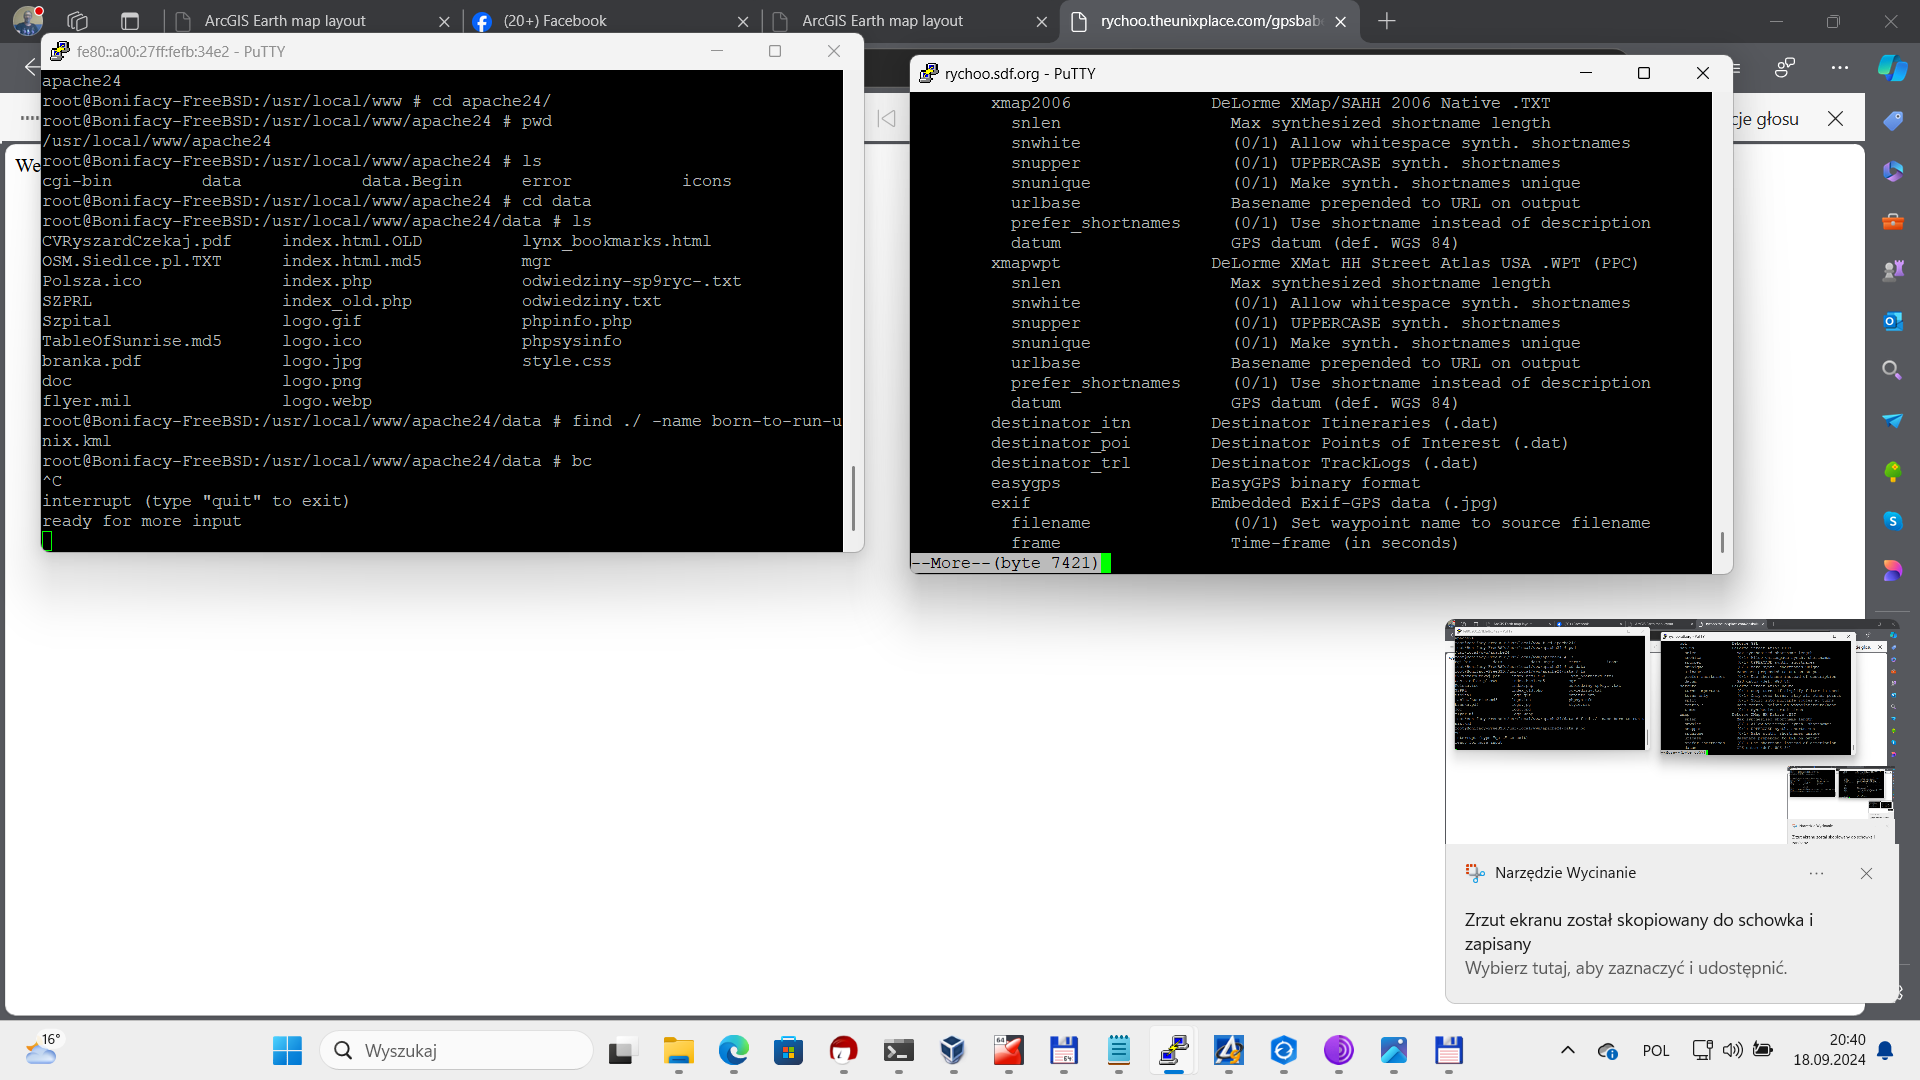 ArcGIS Earth map layout
(20+) Facebook
ArcGIS Earth map layout
rychoo.theunixplace.com/gpsbabe
fe80::a00:27ff:fefb:34e2 - PuTTY
apache24
root@Bonifacy-FreeBSD:/usr/local/www # cd apache24/
root@Bonifacy-FreeBSD:/usr/local/www/apache24 # pwd
/usr/local/www/apache24
root@Bonifacy-FreeBSD:/usr/local/www/apache24 # ls
cgi-bin data data.Begin error icons
root@Bonifacy-FreeBSD:/usr/local/www/apache24 # cd data
root@Bonifacy-FreeBSD:/usr/local/www/apache24/data # ls
CVRyszardCzekaj.pdf index.html.OLD lynx_bookmarks.html
OSM.Siedlce.pl.TXT index.html.md5 mgr
Polsza.ico index.php odwiedziny-sp9ryc-.txt
SZPRL index_old.php odwiedziny.txt
Szpital logo.gif phpinfo.php
TableOfSunrise.md5 logo.ico phpsysinfo
branka.pdf logo.jpg style.css
doc logo.png
flyer.mil logo.webp
root@Bonifacy-FreeBSD:/usr/local/www/apache24/data # find ./ -name born-to-run-u
nix.kml
root@Bonifacy-FreeBSD:/usr/local/www/apache24/data # bc
^C
interrupt (type "quit" to exit)
ready for more input
We
rychoo.sdf.org - PuTTY
xmap2006 DeLorme XMap/SAHH 2006 Native .TXT
snlen Max synthesized shortname length
snwhite (0/1) Allow whitespace synth. shortnames
snupper (0/1) UPPERCASE synth. shortnames
snunique (0/1) Make synth. shortnames unique
urlbase Basename prepended to URL on output
prefer_shortnames (0/1) Use shortname instead of description
datum GPS datum (def. WGS 84)
xmapwpt DeLorme XMat HH Street Atlas USA .WPT (PPC)
snlen Max synthesized shortname length
snwhite (0/1) Allow whitespace synth. shortnames
snupper (0/1) UPPERCASE synth. shortnames
snunique (0/1) Make synth. shortnames unique
urlbase Basename prepended to URL on output
prefer_shortnames (0/1) Use shortname instead of description
datum GPS datum (def. WGS 84)
destinator_itn Destinator Itineraries (.dat)
destinator_poi Destinator Points of Interest (.dat)
destinator_trl Destinator TrackLogs (.dat)
easygps EasyGPS binary format
exif Embedded Exif-GPS data (.jpg)
filename (0/1) Set waypoint name to source filename
frame Time-frame (in seconds)
--More--(byte 7421)
cje głosu
Narzędzie Wycinanie
Zrzut ekranu został skopiowany do schowka i
zapisany
Wybierz tutaj, aby zaznaczyć i udostępnić.
16°
Wyszukaj
POL
20:40
18.09.2024